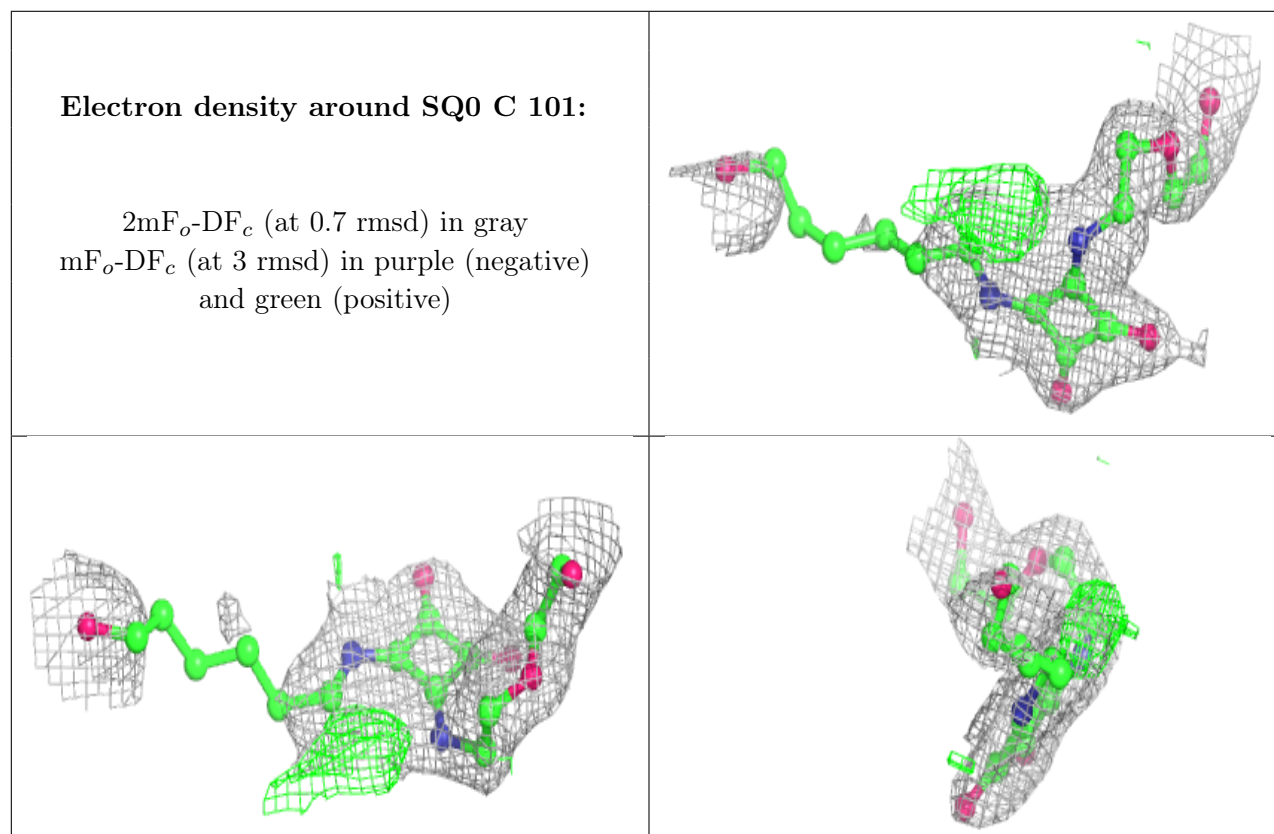 Electron density around SQ0 C 101:
2mFo-DFc (at 0.7 rmsd) in gray
mFo-DFc (at 3 rmsd) in purple (negative)
and green (positive)